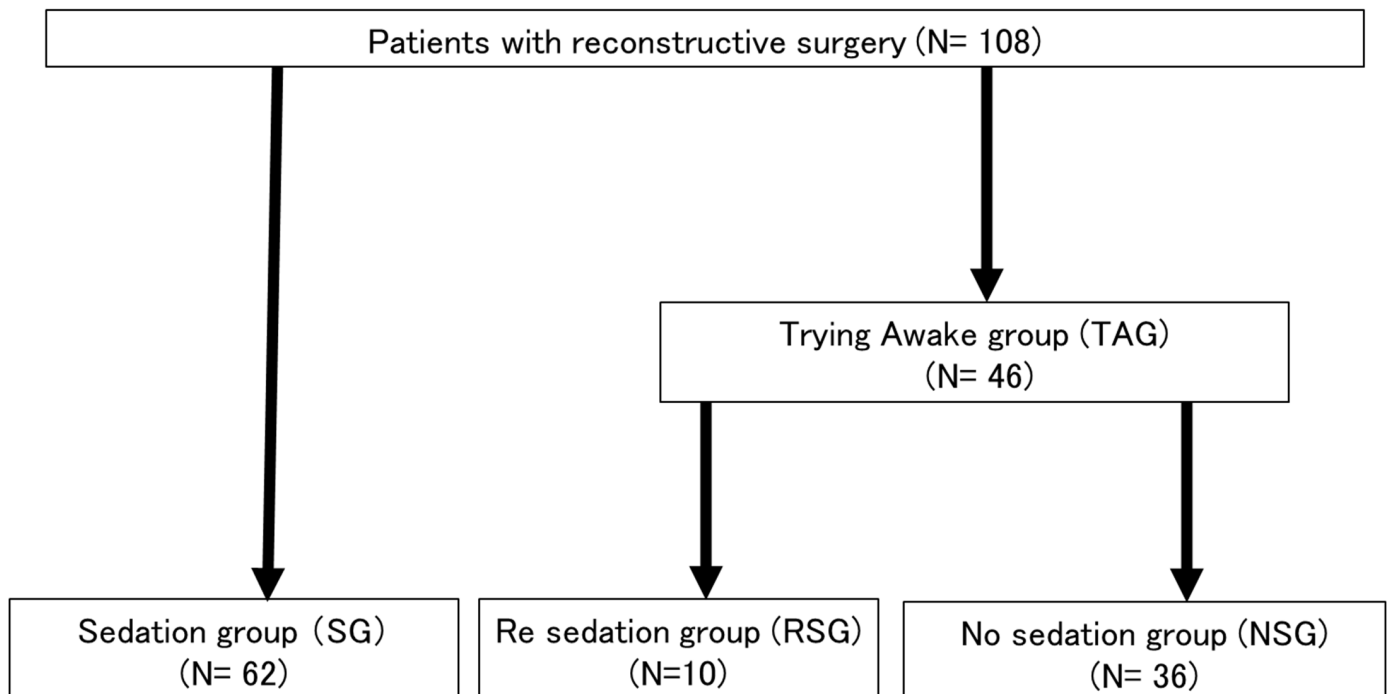 Patients with reconstructive surgery (N= 108)
Trying Awake group (TAG)
(N= 46)
Sedation group (SG)
(N= 62)
Re sedation group (RSG)
(N=10)
No sedation group (NSG)
(N= 36)